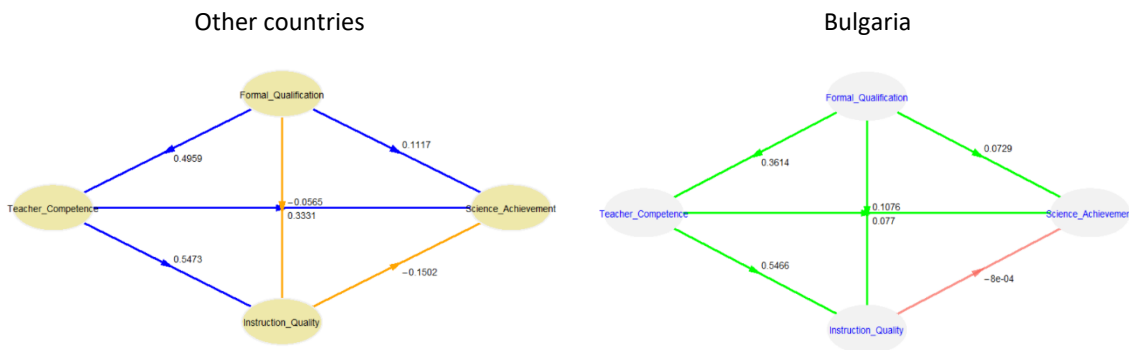 Other countries
Formal_Qualification
0.4959
0.1117
Teacher_Competence
−0.0565
0.3331
Science_Achievement
0.5473
−0.1502
Instruction_Quality
Bulgaria
Formal_Qualification
0.3614
0.0729
Teacher_Competence
0.1076
0.077
Science_Achievement
0.5466
−8e−04
Instruction_Quality